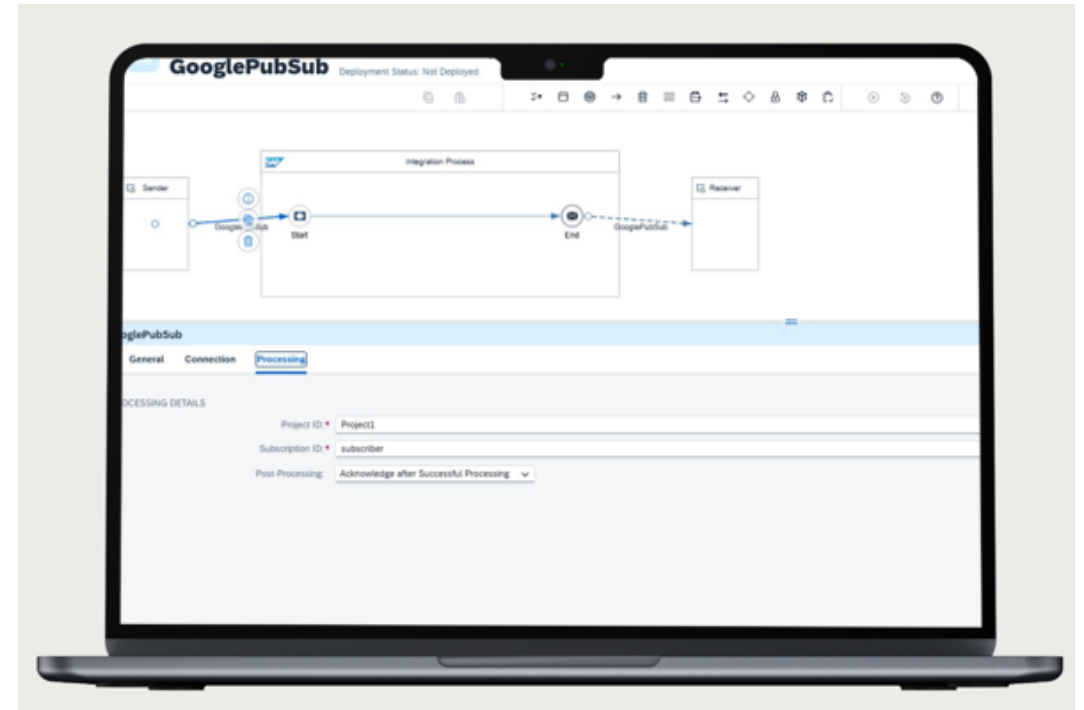 GooglePubSub Deployment Status: Not Deployed
SAP Integration Process
Sender
Receiver
Start
End
GooglePubSub
oglePubSub
General Connection Processing
OCESSING DETAILS
Project ID:* Project1
Subscription ID:* subscriber
Post-Processing: Acknowledge after Successful Processing